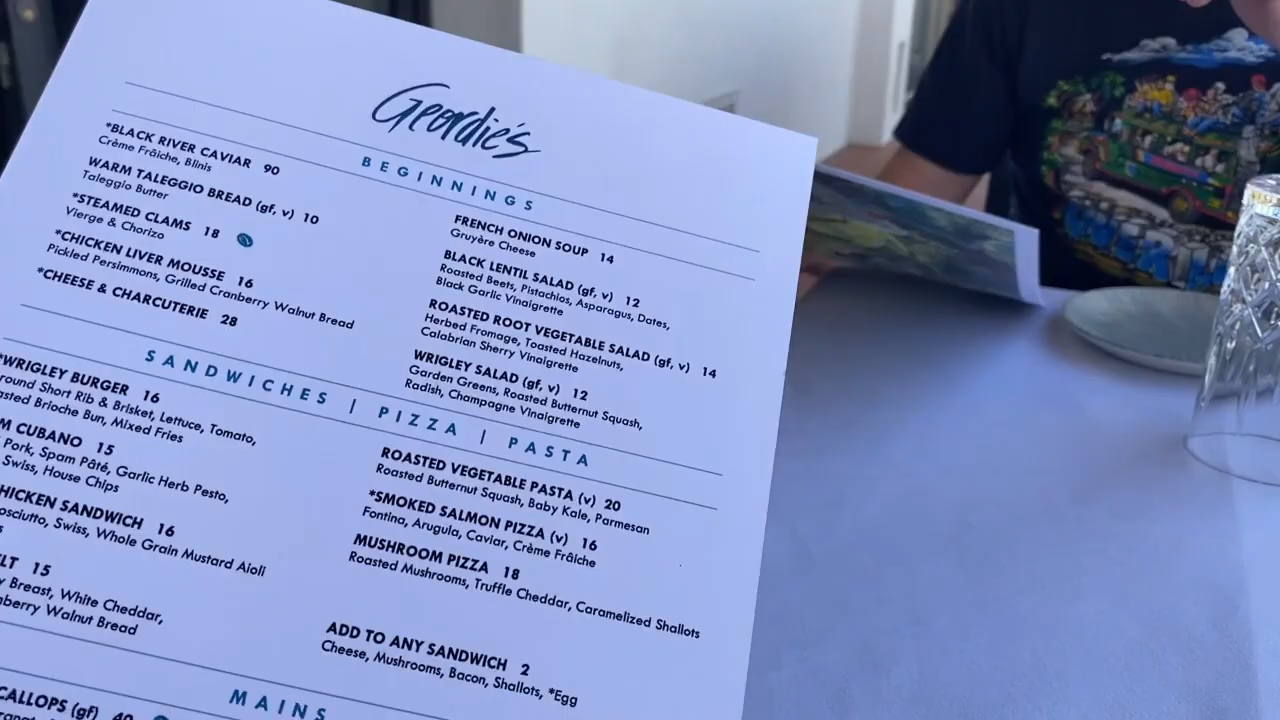 Geordie's
BEGINNINGS
*BLACK RIVER CAVIAR 90
Crème Frâiche, Blinis
WARM TALEGGIO BREAD (gf, v) 10
Taleggio Butter
*STEAMED CLAMS 18
Vierge & Chorizo
*CHICKEN LIVER MOUSSE 16
Pickled Persimmons, Grilled Cranberry Walnut Bread
*CHEESE & CHARCUTERIE 28
FRENCH ONION SOUP 14
Gruyère Cheese
BLACK LENTIL SALAD (gf, v) 12
Roasted Beets, Pistachios, Asparagus, Dates,
Black Garlic Vinaigrette
ROASTED ROOT VEGETABLE SALAD (gf, v) 14
Herbed Fromage, Toasted Hazelnuts,
Calabrian Sherry Vinaigrette
WRIGLEY SALAD (gf, v) 12
Garden Greens, Roasted Butternut Squash,
Radish, Champagne Vinaigrette
SANDWICHES | PIZZA | PASTA
*WRIGLEY BURGER 16
round Short Rib & Brisket, Lettuce, Tomato,
asted Brioche Bun, Mixed Fries
M CUBANO 15
Pork, Spam Pâté, Garlic Herb Pesto,
Swiss, House Chips
HICKEN SANDWICH 16
osciutto, Swiss, Whole Grain Mustard Aioli
LT 15
y Breast, White Cheddar,
nberry Walnut Bread
ROASTED VEGETABLE PASTA (v) 20
Roasted Butternut Squash, Baby Kale, Parmesan
*SMOKED SALMON PIZZA (v) 16
Fontina, Arugula, Caviar, Crème Frâiche
MUSHROOM PIZZA 18
Roasted Mushrooms, Truffle Cheddar, Caramelized Shallots
ADD TO ANY SANDWICH 2
Cheese, Mushrooms, Bacon, Shallots, *Egg
MAINS
CALLOPS (gf) 40